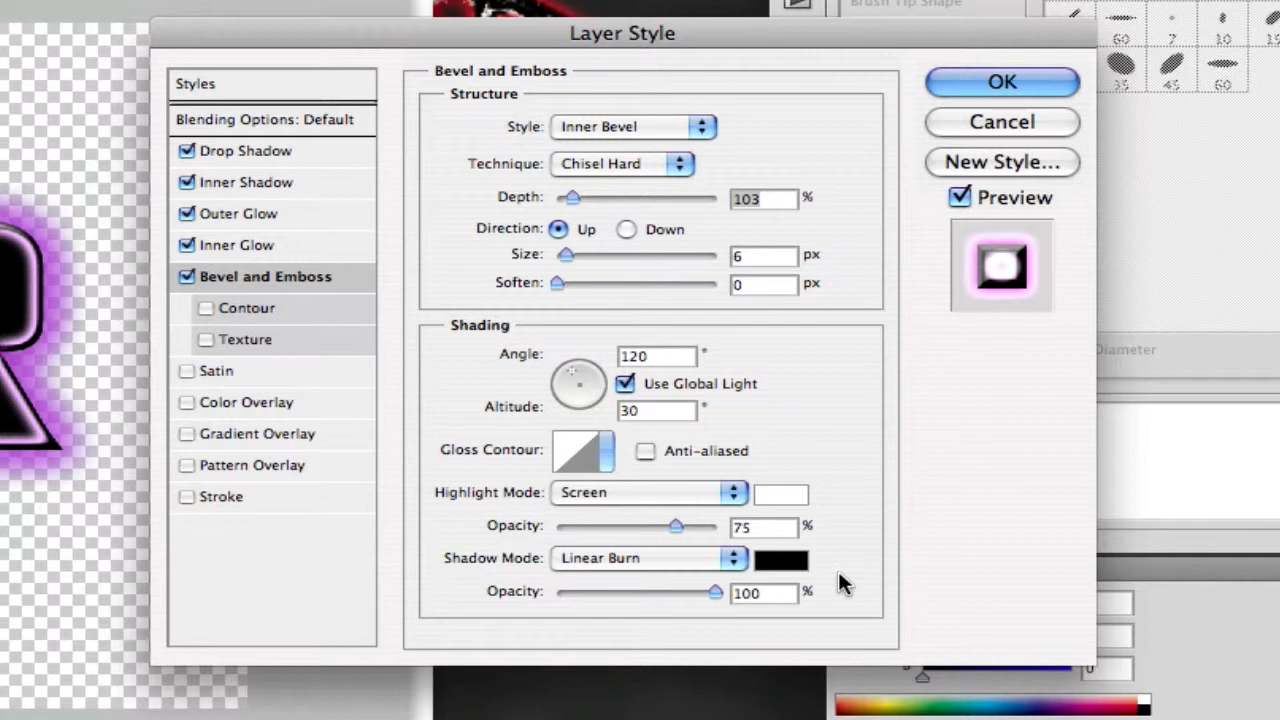 Brush Tip Shape
Layer Style
60 7 10
35 45 60
Styles
Blending Options: Default
Drop Shadow
Inner Shadow
Outer Glow
Inner Glow
Bevel and Emboss
Contour
Texture
Satin
Color Overlay
Gradient Overlay
Pattern Overlay
Stroke
Bevel and Emboss
Structure
Style: Inner Bevel
Technique: Chisel Hard
Depth: 103 %
Direction: Up Down
Size: 6 px
Soften: 0 px
Shading
Angle: 120 °
Use Global Light
Altitude: 30 °
Gloss Contour: Anti-aliased
Highlight Mode: Screen
Opacity: 75 %
Shadow Mode: Linear Burn
Opacity: 100 %
OK
Cancel
New Style...
Preview
Diameter
0
R